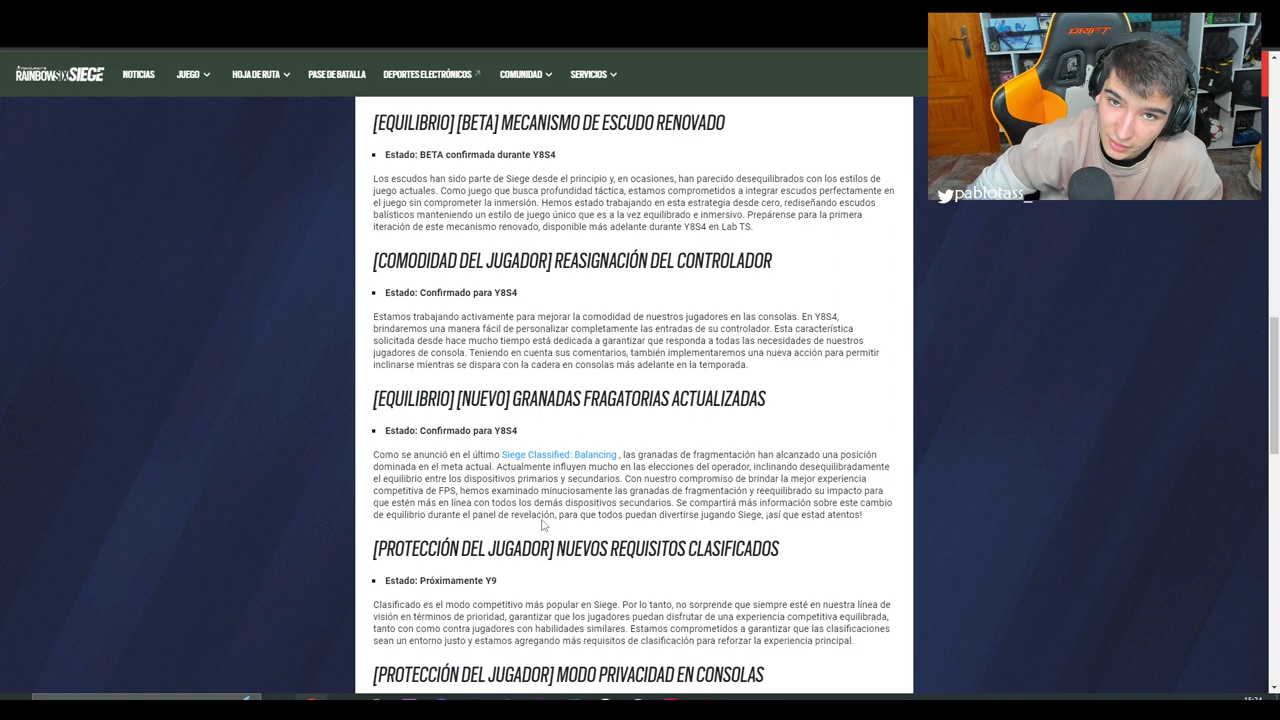 TOM CLANCY'S
RAINBOWSIX SIEGE
NOTICIAS
JUEGO
HOJA DE RUTA
PASE DE BATALLA
DEPORTES ELECTRÓNICOS
COMUNIDAD
SERVICIOS
DRIFT
pablotass_
[EQUILIBRIO] [BETA] MECANISMO DE ESCUDO RENOVADO
Estado: BETA confirmada durante Y8S4
Los escudos han sido parte de Siege desde el principio y, en ocasiones, han parecido desequilibrados con los estilos de
juego actuales. Como juego que busca profundidad táctica, estamos comprometidos a integrar escudos perfectamente en
el juego sin comprometer la inmersión. Hemos estado trabajando en esta estrategia desde cero, rediseñando escudos
balísticos manteniendo un estilo de juego único que es a la vez equilibrado e inmersivo. Prepárense para la primera
iteración de este mecanismo renovado, disponible más adelante durante Y8S4 en Lab TS.
[COMODIDAD DEL JUGADOR] REASIGNACIÓN DEL CONTROLADOR
Estado: Confirmado para Y8S4
Estamos trabajando activamente para mejorar la comodidad de nuestros jugadores en las consolas. En Y8S4,
brindaremos una manera fácil de personalizar completamente las entradas de su controlador. Esta característica
solicitada desde hace mucho tiempo está dedicada a garantizar que responda a todas las necesidades de nuestros
jugadores de consola. Teniendo en cuenta sus comentarios, también implementaremos una nueva acción para permitir
inclinarse mientras se dispara con la cadera en consolas más adelante en la temporada.
[EQUILIBRIO] [NUEVO] GRANADAS FRAGATORIAS ACTUALIZADAS
Estado: Confirmado para Y8S4
Como se anunció en el último Siege Classified: Balancing , las granadas de fragmentación han alcanzado una posición
dominada en el meta actual. Actualmente influyen mucho en las elecciones del operador, inclinando desequilibradamente
el equilibrio entre los dispositivos primarios y secundarios. Con nuestro compromiso de brindar la mejor experiencia
competitiva de FPS, hemos examinado minuciosamente las granadas de fragmentación y reequilibrado su impacto para
que estén más en línea con todos los demás dispositivos secundarios. Se compartirá más información sobre este cambio
de equilibrio durante el panel de revelación, para que todos puedan divertirse jugando Siege, ¡así que estad atentos!
[PROTECCIÓN DEL JUGADOR] NUEVOS REQUISITOS CLASIFICADOS
Estado: Próximamente Y9
Clasificado es el modo competitivo más popular en Siege. Por lo tanto, no sorprende que siempre esté en nuestra línea de
visión en términos de prioridad, garantizar que los jugadores puedan disfrutar de una experiencia competitiva equilibrada,
tanto con como contra jugadores con habilidades similares. Estamos comprometidos a garantizar que las clasificaciones
sean un entorno justo y estamos agregando más requisitos de clasificación para reforzar la experiencia principal.
[PROTECCIÓN DEL JUGADOR] MODO PRIVACIDAD EN CONSOLAS